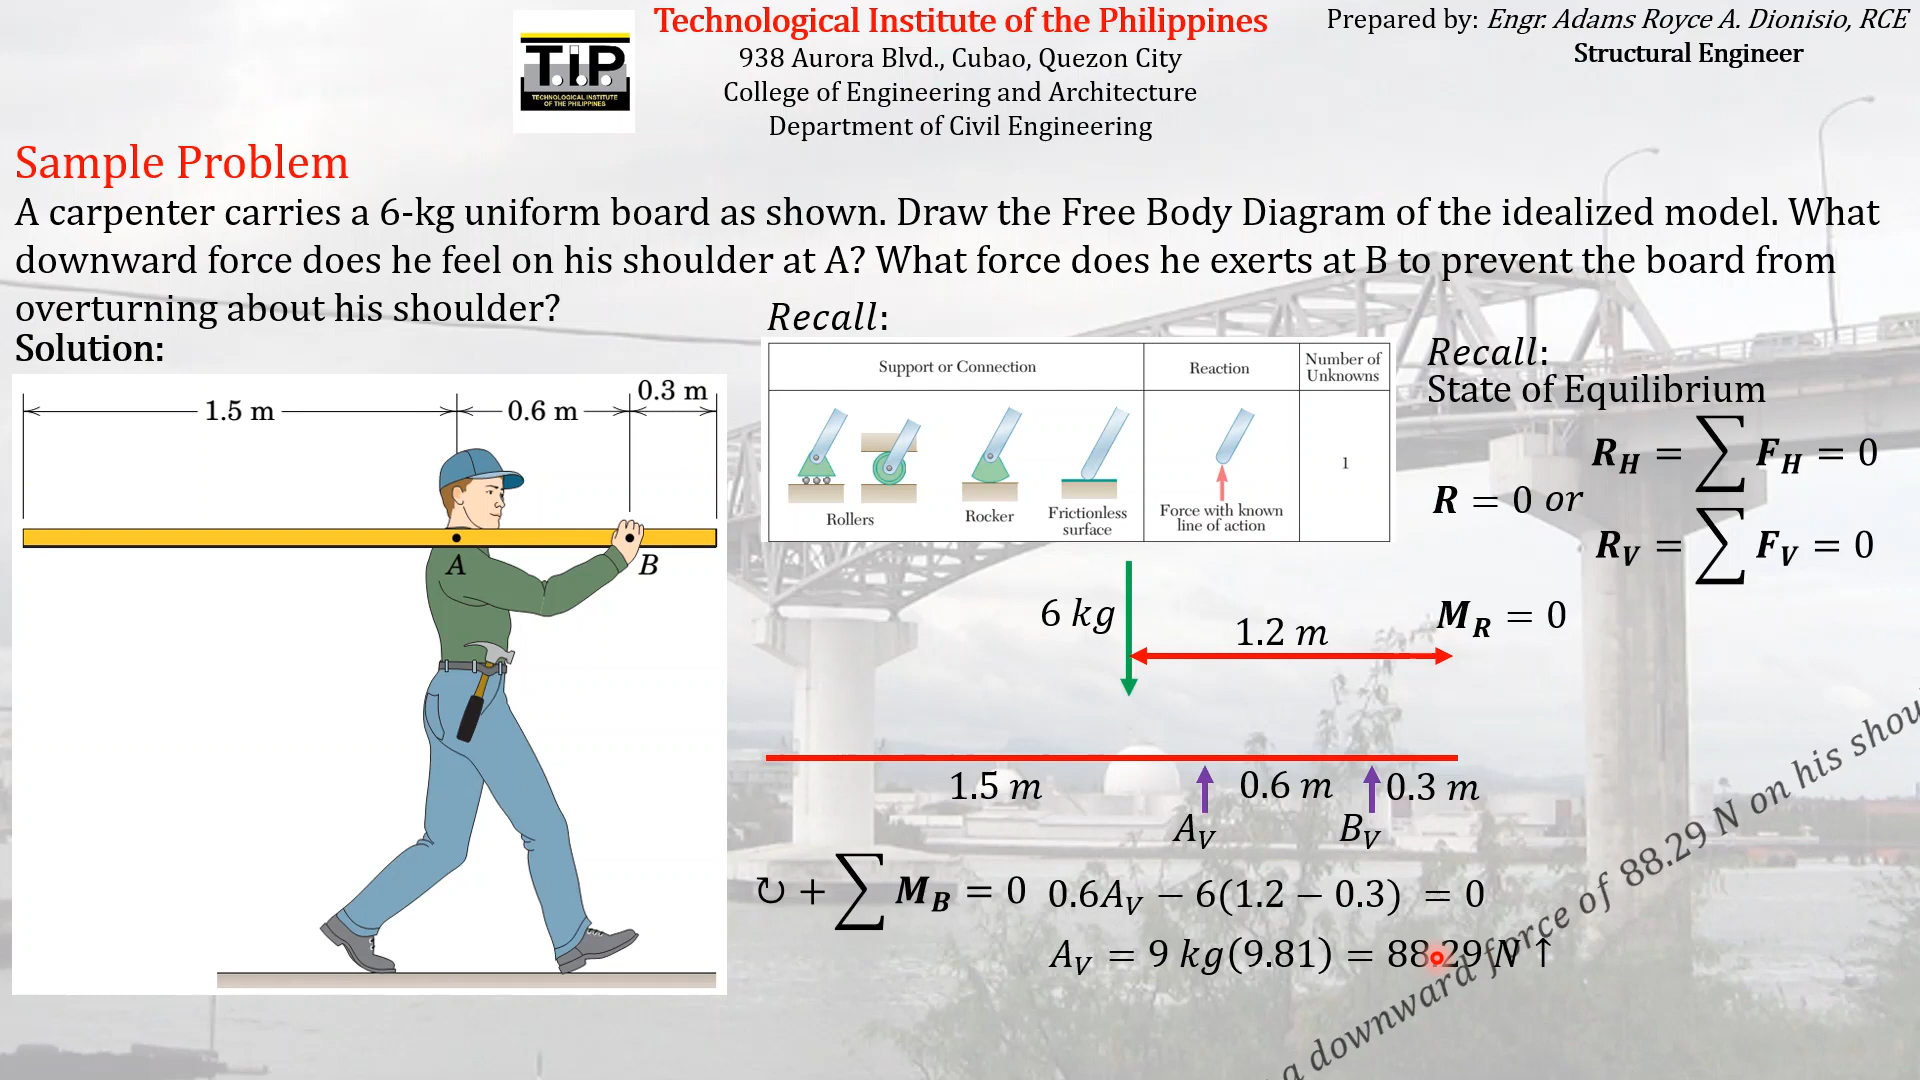 TiP
TECHNOLOGICAL INSTITUTE
OF THE PHILIPPINES
Technological Institute of the Philippines
938 Aurora Blvd., Cubao, Quezon City
College of Engineering and Architecture
Department of Civil Engineering
Prepared by: Engr. Adams Royce A. Dionisio, RCE
Structural Engineer
Sample Problem
A carpenter carries a 6-kg uniform board as shown. Draw the Free Body Diagram of the idealized model. What
downward force does he feel on his shoulder at A? What force does he exerts at B to prevent the board from
overturning about his shoulder?
Solution:
1.5 m
0.6 m
0.3 m
A
B
Recall:
Support or Connection
Reaction
Number of
Unknowns
Rollers
Rocker
Frictionless
surface
Force with known
line of action
1
Recall:
State of Equilibrium
R_H = ∑ F_H = 0
R = 0 or
R_V = ∑ F_V = 0
M_R = 0
6 kg
1.2 m
1.5 m
0.6 m
0.3 m
A_V
B_V
↻ + ∑ M_B = 0
0.6A_V − 6(1.2 − 0.3) = 0
A_V = 9 kg(9.81) = 88.29 N ↑
a downward force of 88.29 N on his shou